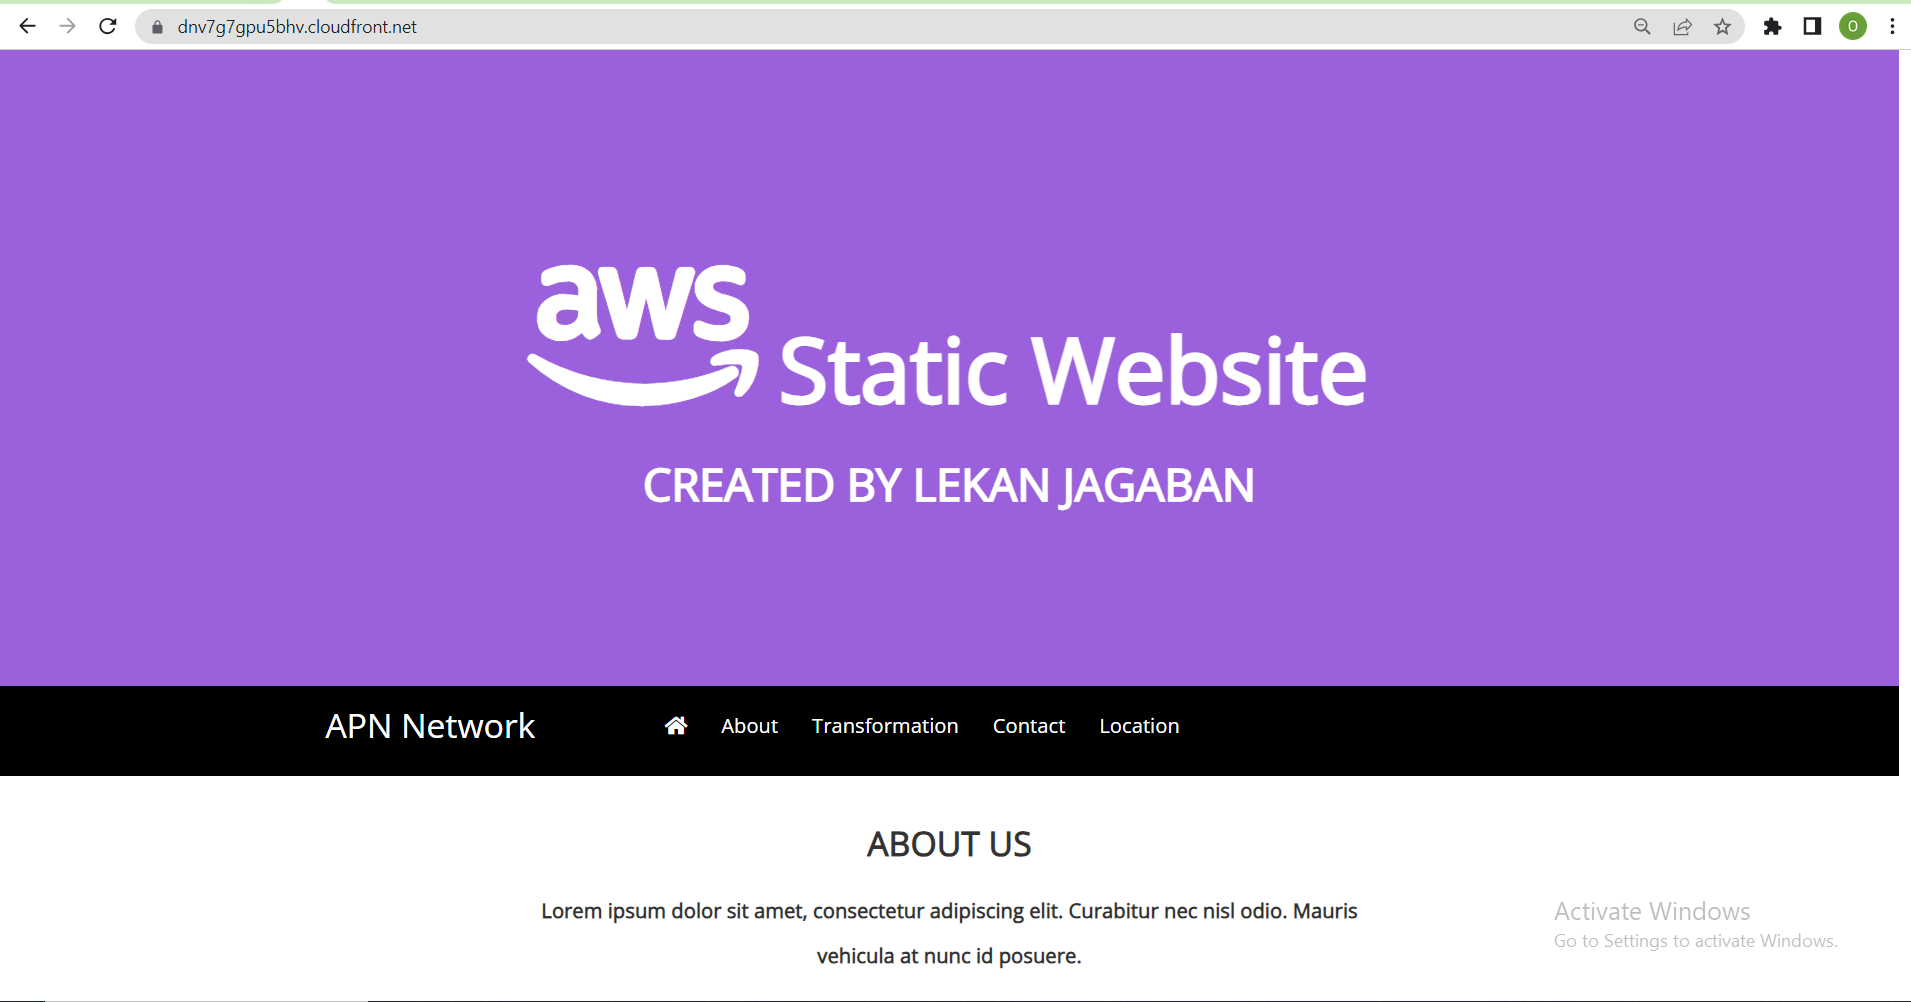 dnv7g7gpu5bhv.cloudfront.net
O
aws Static Website
CREATED BY LEKAN JAGABAN
APN Network
About Transformation Contact Location
ABOUT US
Lorem ipsum dolor sit amet, consectetur adipiscing elit. Curabitur nec nisl odio. Mauris
vehicula at nunc id posuere.
Activate Windows
Go to Settings to activate Windows.